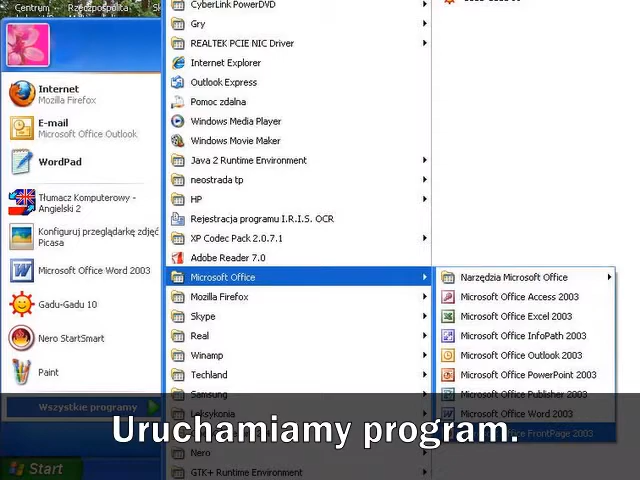 Centrum
Rzeczpospolita
Internet
Mozilla Firefox
E-mail
Microsoft Office Outlook
WordPad
Tłumacz Komputerowy -
Angielski 2
Konfiguruj przeglądarkę zdjęć
Picasa
Microsoft Office Word 2003
Gadu-Gadu 10
Nero StartSmart
Paint
Wszystkie programy
Start
CyberLink PowerDVD
Gry
REALTEK PCIE NIC Driver
Internet Explorer
Outlook Express
Pomoc zdalna
Windows Media Player
Windows Movie Maker
Java 2 Runtime Environment
neostrada tp
HP
Rejestracja programu I.R.I.S. OCR
XP Codec Pack 2.0.7.1
Adobe Reader 7.0
Microsoft Office
Mozilla Firefox
Skype
Real
Winamp
Techland
Samsung
Leksykonia
Nero
GTK+ Runtime Environment
Narzędzia Microsoft Office
Microsoft Office Access 2003
Microsoft Office Excel 2003
Microsoft Office InfoPath 2003
Microsoft Office Outlook 2003
Microsoft Office PowerPoint 2003
Microsoft Office Publisher 2003
Microsoft Office Word 2003
Office FrontPage 2003
Uruchamiamy program.